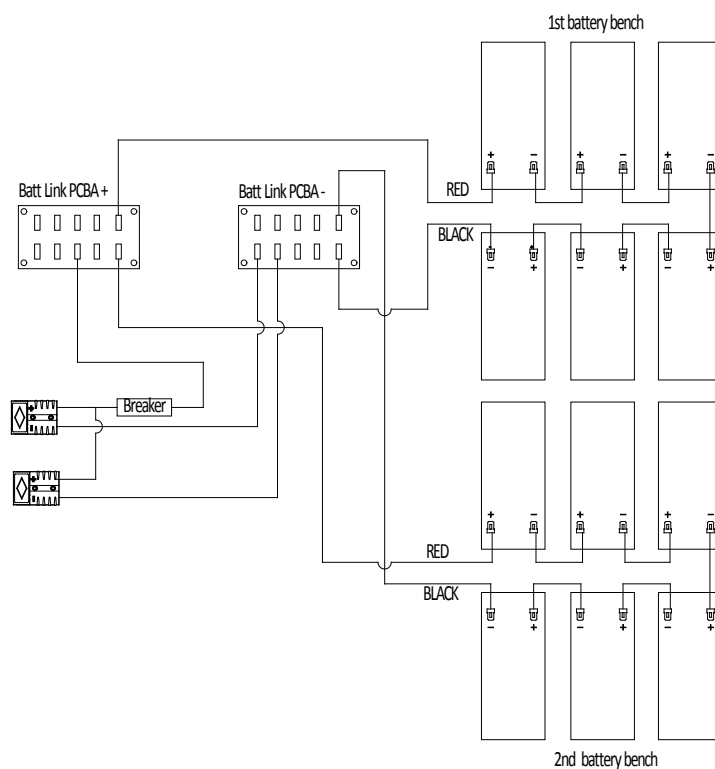 1st battery bench
+ − + − + −
RED
Batt Link PCBA +
Batt Link PCBA -
BLACK
− + − + − +
Breaker
+ −
+ −
+ − + − + −
RED
BLACK
− + − + − +
2nd battery bench